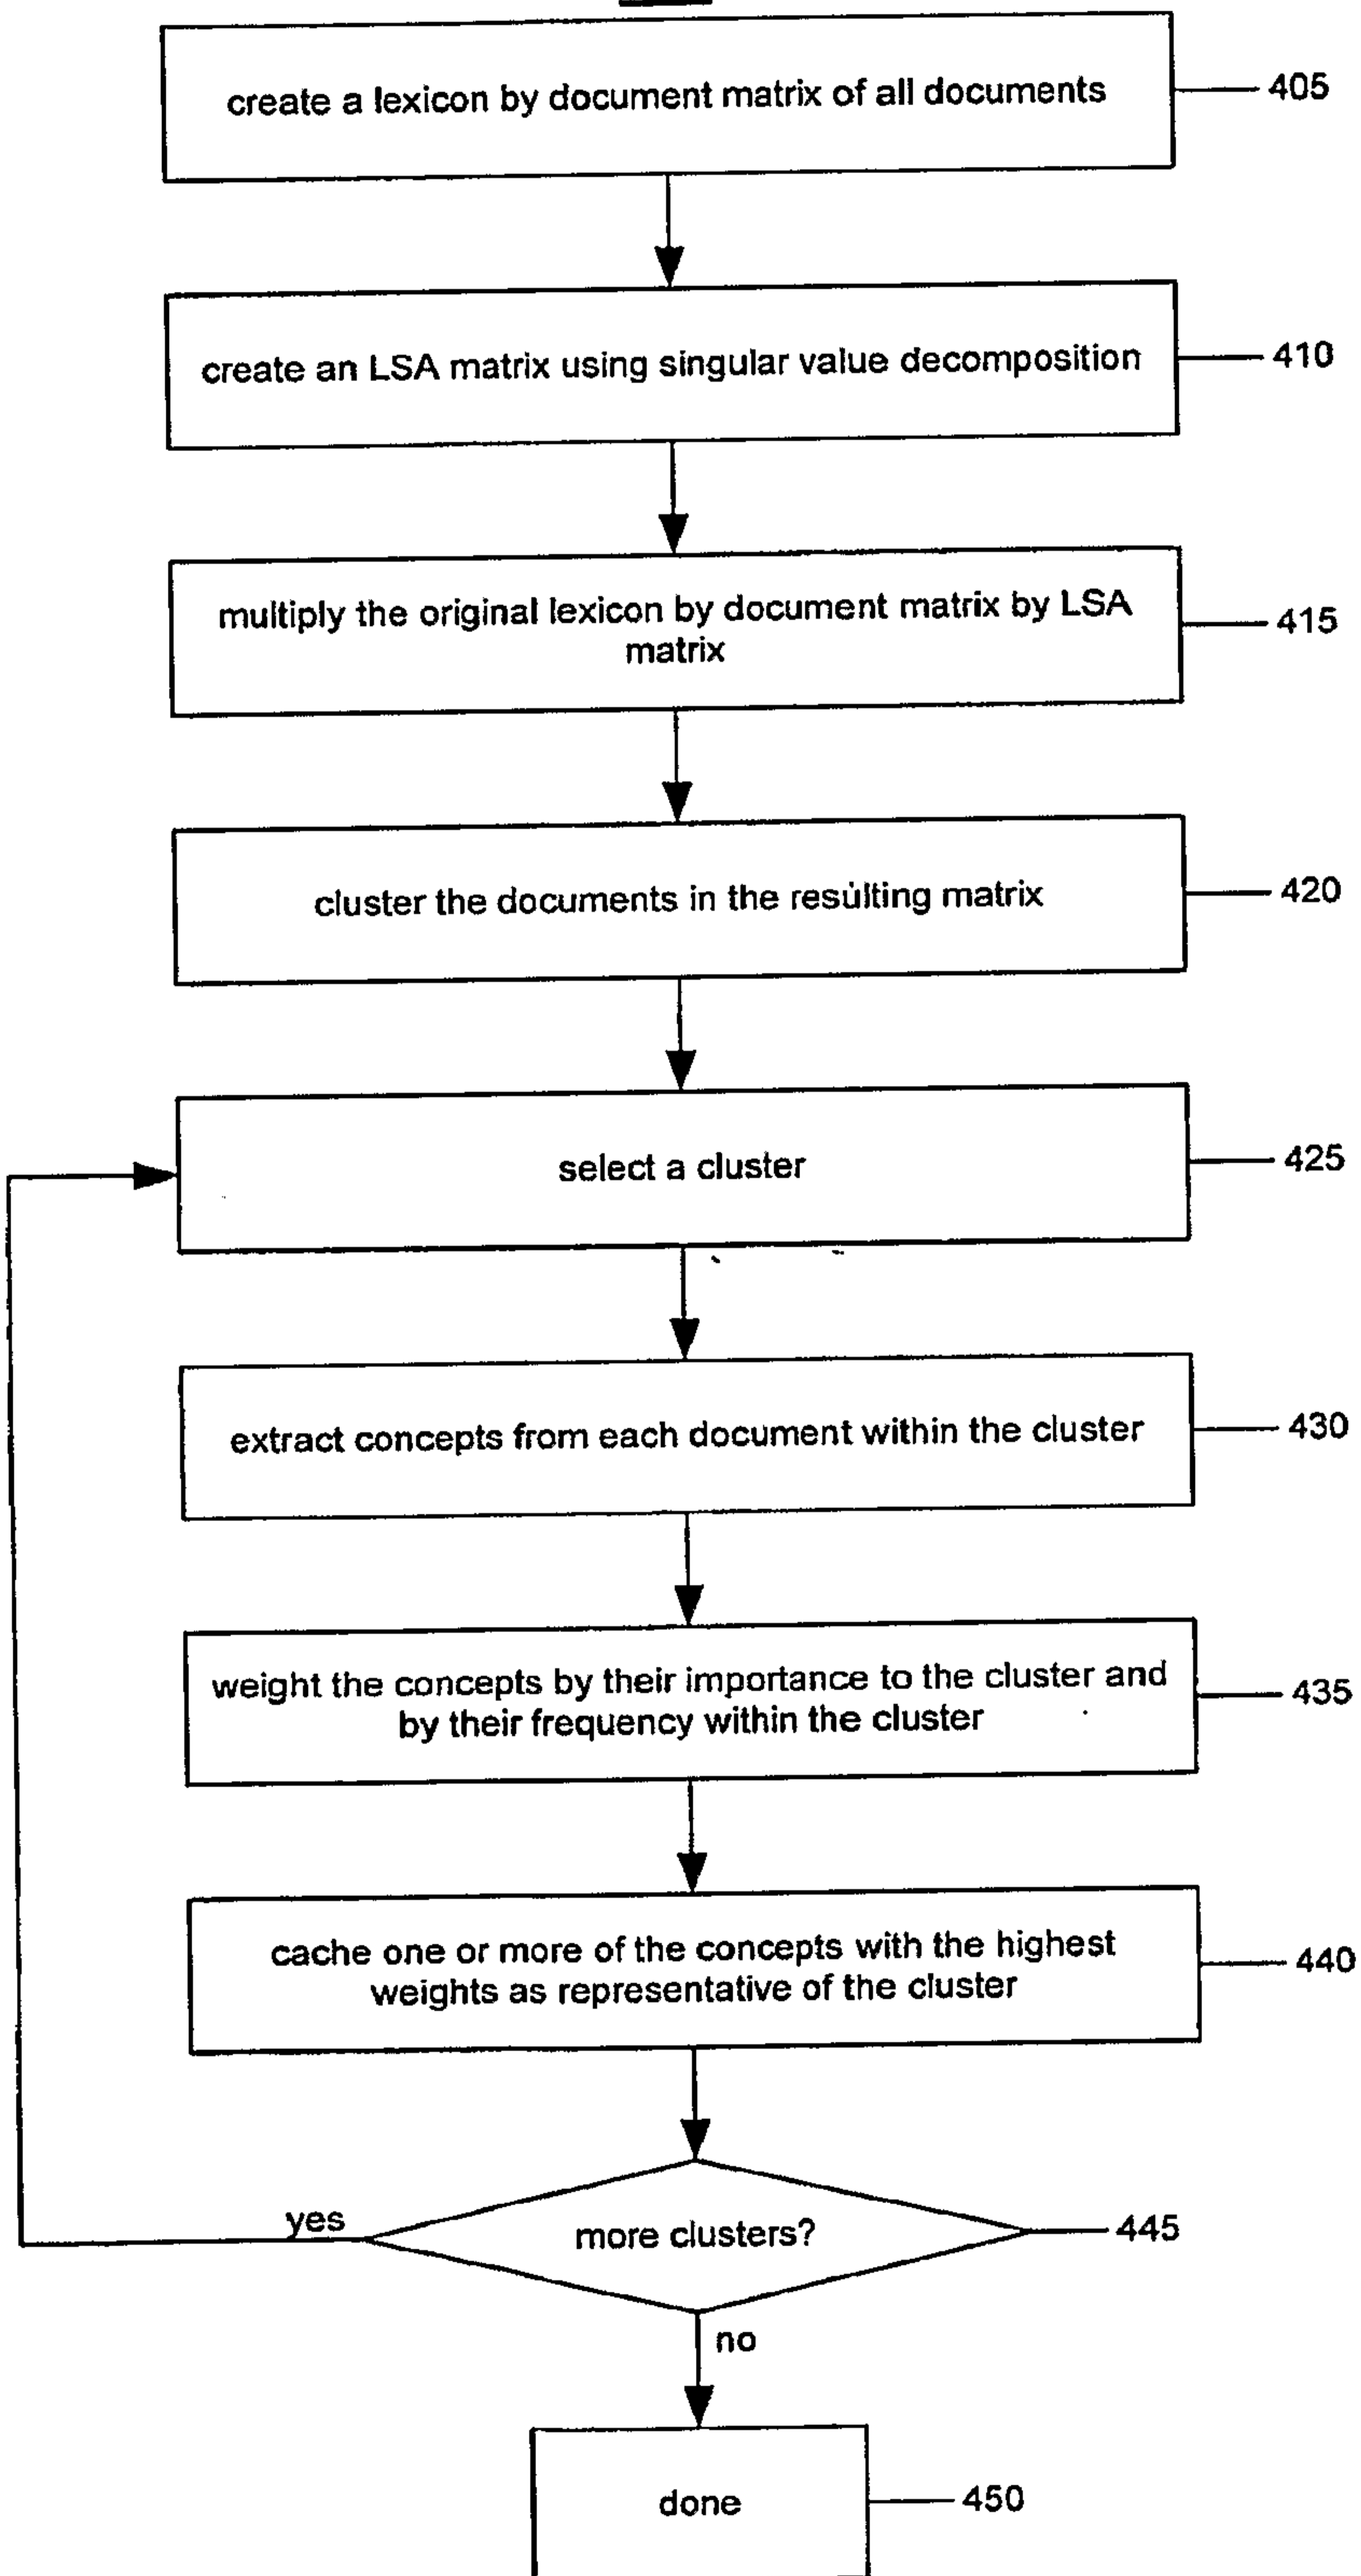 create a lexicon by document matrix of all documents
405
create an LSA matrix using singular value decomposition
410
multiply the original lexicon by document matrix by LSA
matrix
415
cluster the documents in the resulting matrix
420
select a cluster
425
extract concepts from each document within the cluster
430
weight the concepts by their importance to the cluster and
by their frequency within the cluster
435
cache one or more of the concepts with the highest
weights as representative of the cluster
440
yes
more clusters?
445
no
done
450